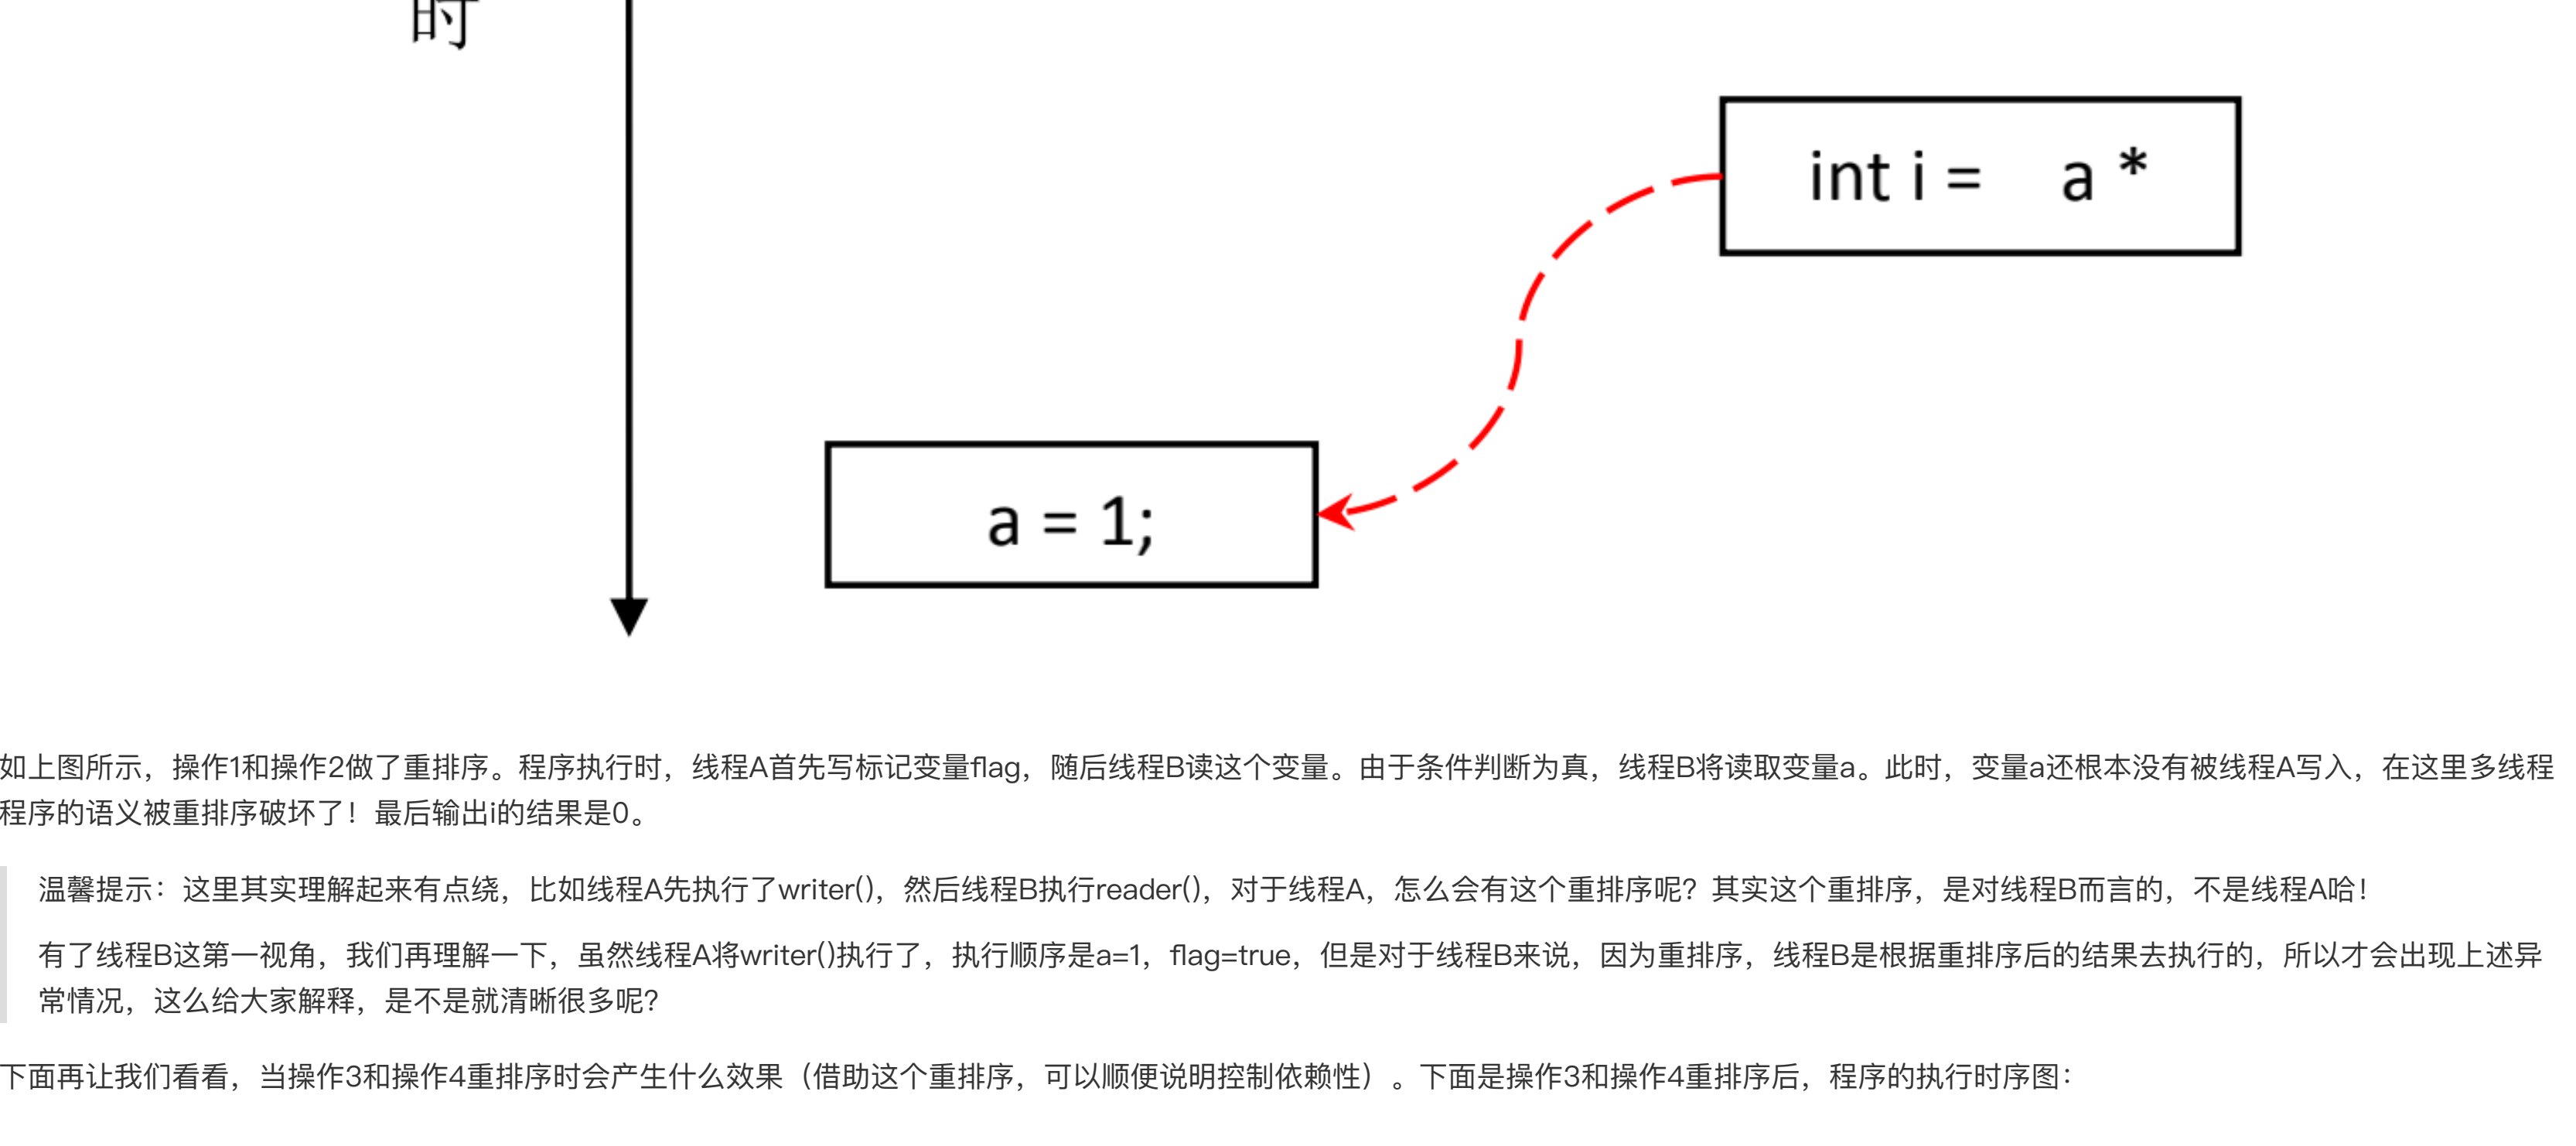 时
int i =    a *
a = 1;
如上图所示，操作1和操作2做了重排序。程序执行时，线程A首先写标记变量flag，随后线程B读这个变量。由于条件判断为真，线程B将读取变量a。此时，变量a还根本没有被线程A写入，在这里多线程
程序的语义被重排序破坏了！最后输出i的结果是0。
温馨提示：这里其实理解起来有点绕，比如线程A先执行了writer()，然后线程B执行reader()，对于线程A，怎么会有这个重排序呢？其实这个重排序，是对线程B而言的，不是线程A哈！
有了线程B这第一视角，我们再理解一下，虽然线程A将writer()执行了，执行顺序是a=1，flag=true，但是对于线程B来说，因为重排序，线程B是根据重排序后的结果去执行的，所以才会出现上述异
常情况，这么给大家解释，是不是就清晰很多呢？
下面再让我们看看，当操作3和操作4重排序时会产生什么效果（借助这个重排序，可以顺便说明控制依赖性）。下面是操作3和操作4重排序后，程序的执行时序图：